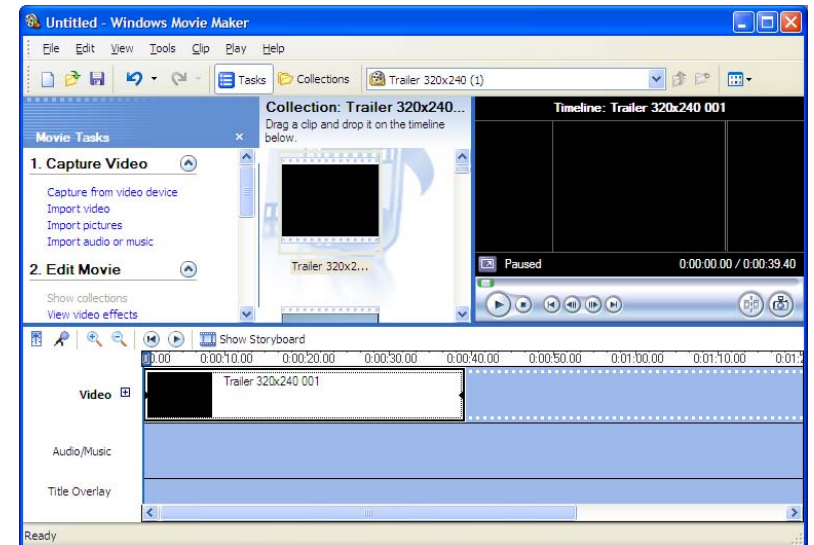 Untitled - Windows Movie Maker
File Edit View Tools Clip Play Help
Tasks Collections Trailer 320x240 (1)
Movie Tasks
1. Capture Video
Capture from video device
Import video
Import pictures
Import audio or music
2. Edit Movie
Show collections
View video effects
Collection: Trailer 320x240...
Drag a clip and drop it on the timeline
below.
Trailer 320x2...
Timeline: Trailer 320x240 001
Paused 0:00:00.00 / 0:00:39.40
Show Storyboard
0:00:10.00 0:00:20.00 0:00:30.00 0:00:40.00 0:00:50.00 0:01:00.00 0:01:10.00
Video Trailer 320x240 001
Audio/Music
Title Overlay
Ready